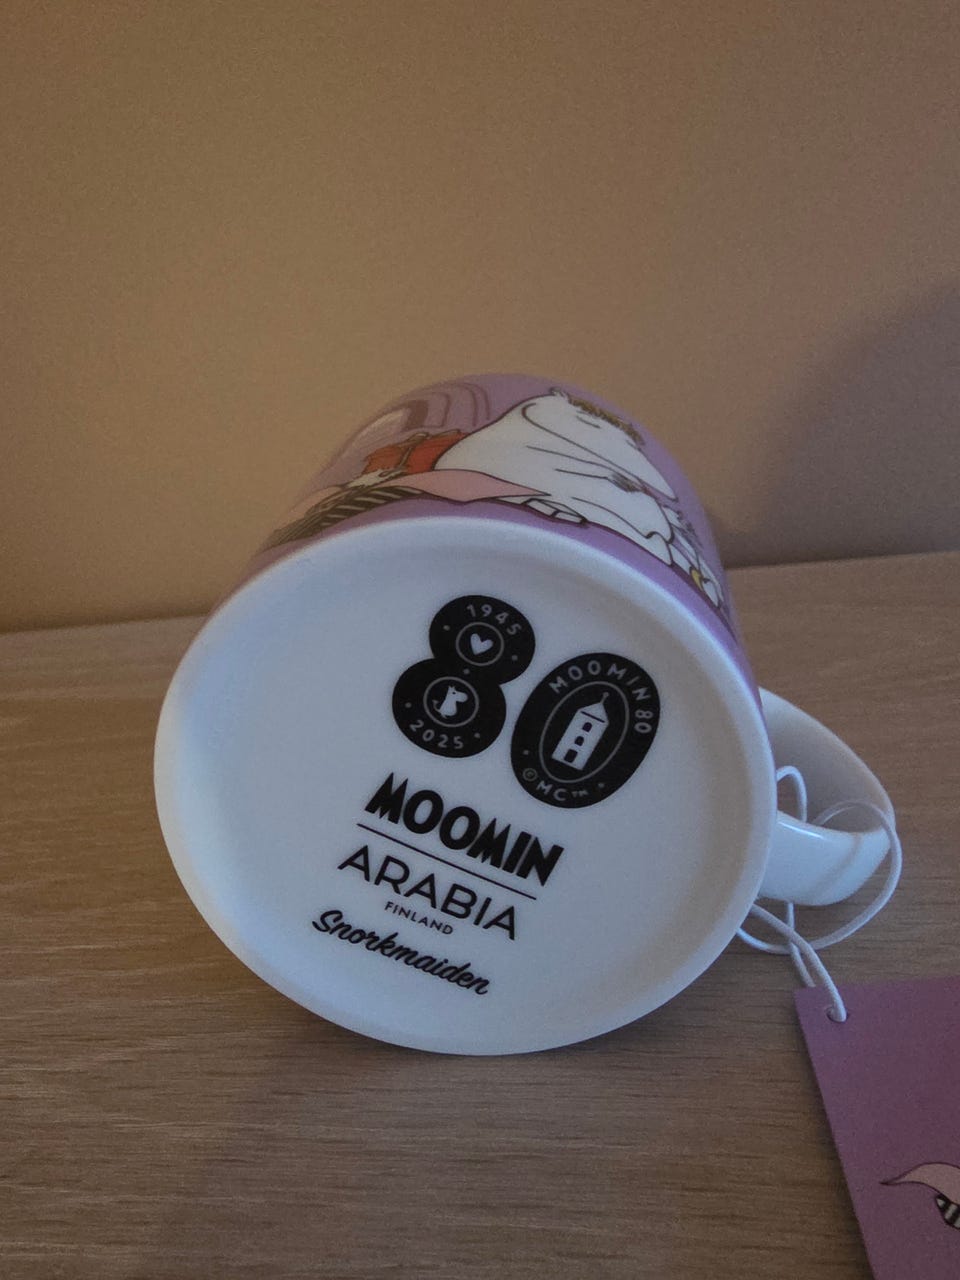 1945
2025
MOOMIN 80
© MC™
MOOMIN
ARABIA
FINLAND
Snorkmaiden